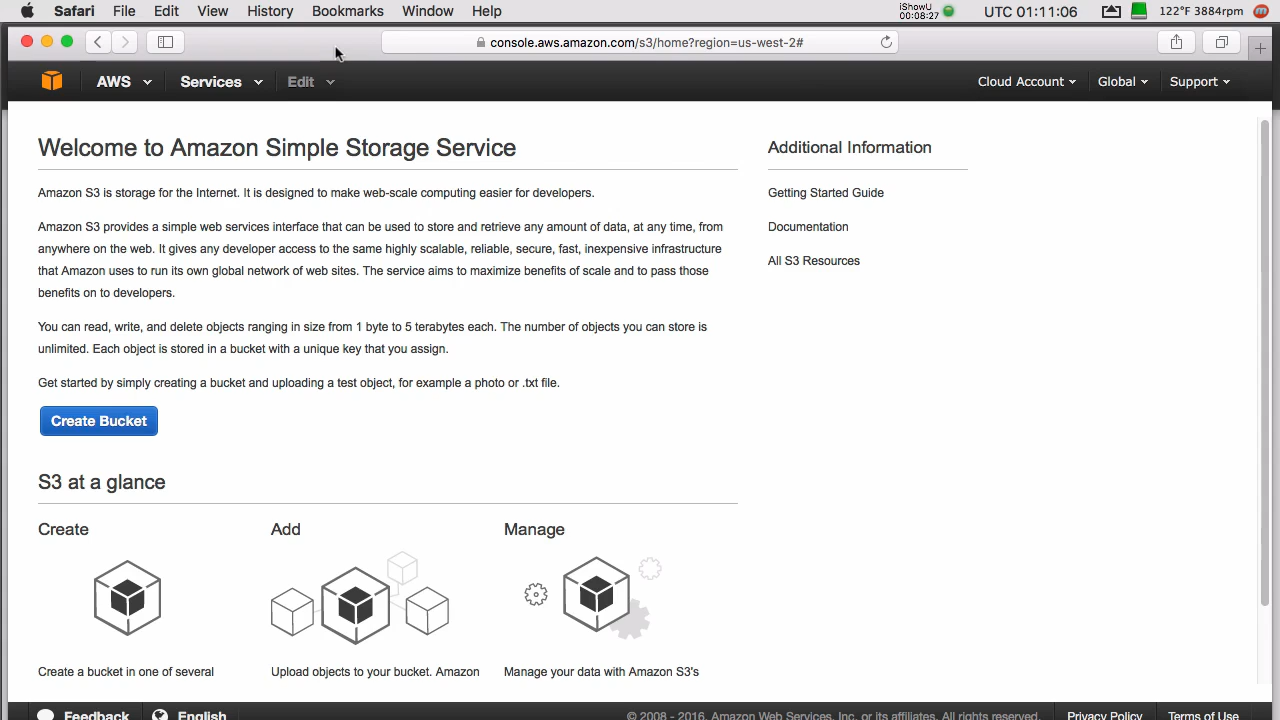 Safari File Edit View History Bookmarks Window Help iShowU 00:08:27 UTC 01:11:06 122°F 3884rpm
console.aws.amazon.com/s3/home?region=us-west-2#
AWS Services Edit Cloud Account Global Support
Welcome to Amazon Simple Storage Service
Amazon S3 is storage for the Internet. It is designed to make web-scale computing easier for developers.
Amazon S3 provides a simple web services interface that can be used to store and retrieve any amount of data, at any time, from
anywhere on the web. It gives any developer access to the same highly scalable, reliable, secure, fast, inexpensive infrastructure
that Amazon uses to run its own global network of web sites. The service aims to maximize benefits of scale and to pass those
benefits on to developers.
You can read, write, and delete objects ranging in size from 1 byte to 5 terabytes each. The number of objects you can store is
unlimited. Each object is stored in a bucket with a unique key that you assign.
Get started by simply creating a bucket and uploading a test object, for example a photo or .txt file.
Create Bucket
Additional Information
Getting Started Guide
Documentation
All S3 Resources
S3 at a glance
Create
Create a bucket in one of several
Add
Upload objects to your bucket. Amazon
Manage
Manage your data with Amazon S3's
Feedback English © 2008 - 2016, Amazon Web Services, Inc. or its affiliates. All rights reserved. Privacy Policy Terms of Use